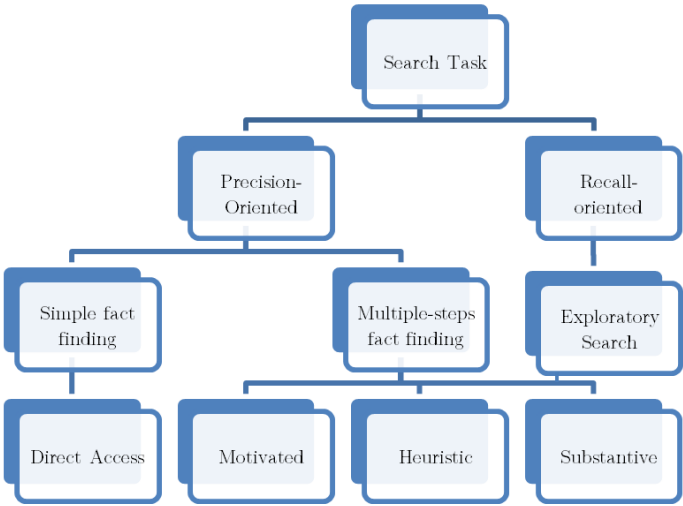 Search Task
Precision-
Oriented
Recall-
oriented
Simple fact
finding
Multiple-steps
fact finding
Exploratory
Search
Direct Access
Motivated
Heuristic
Substantive